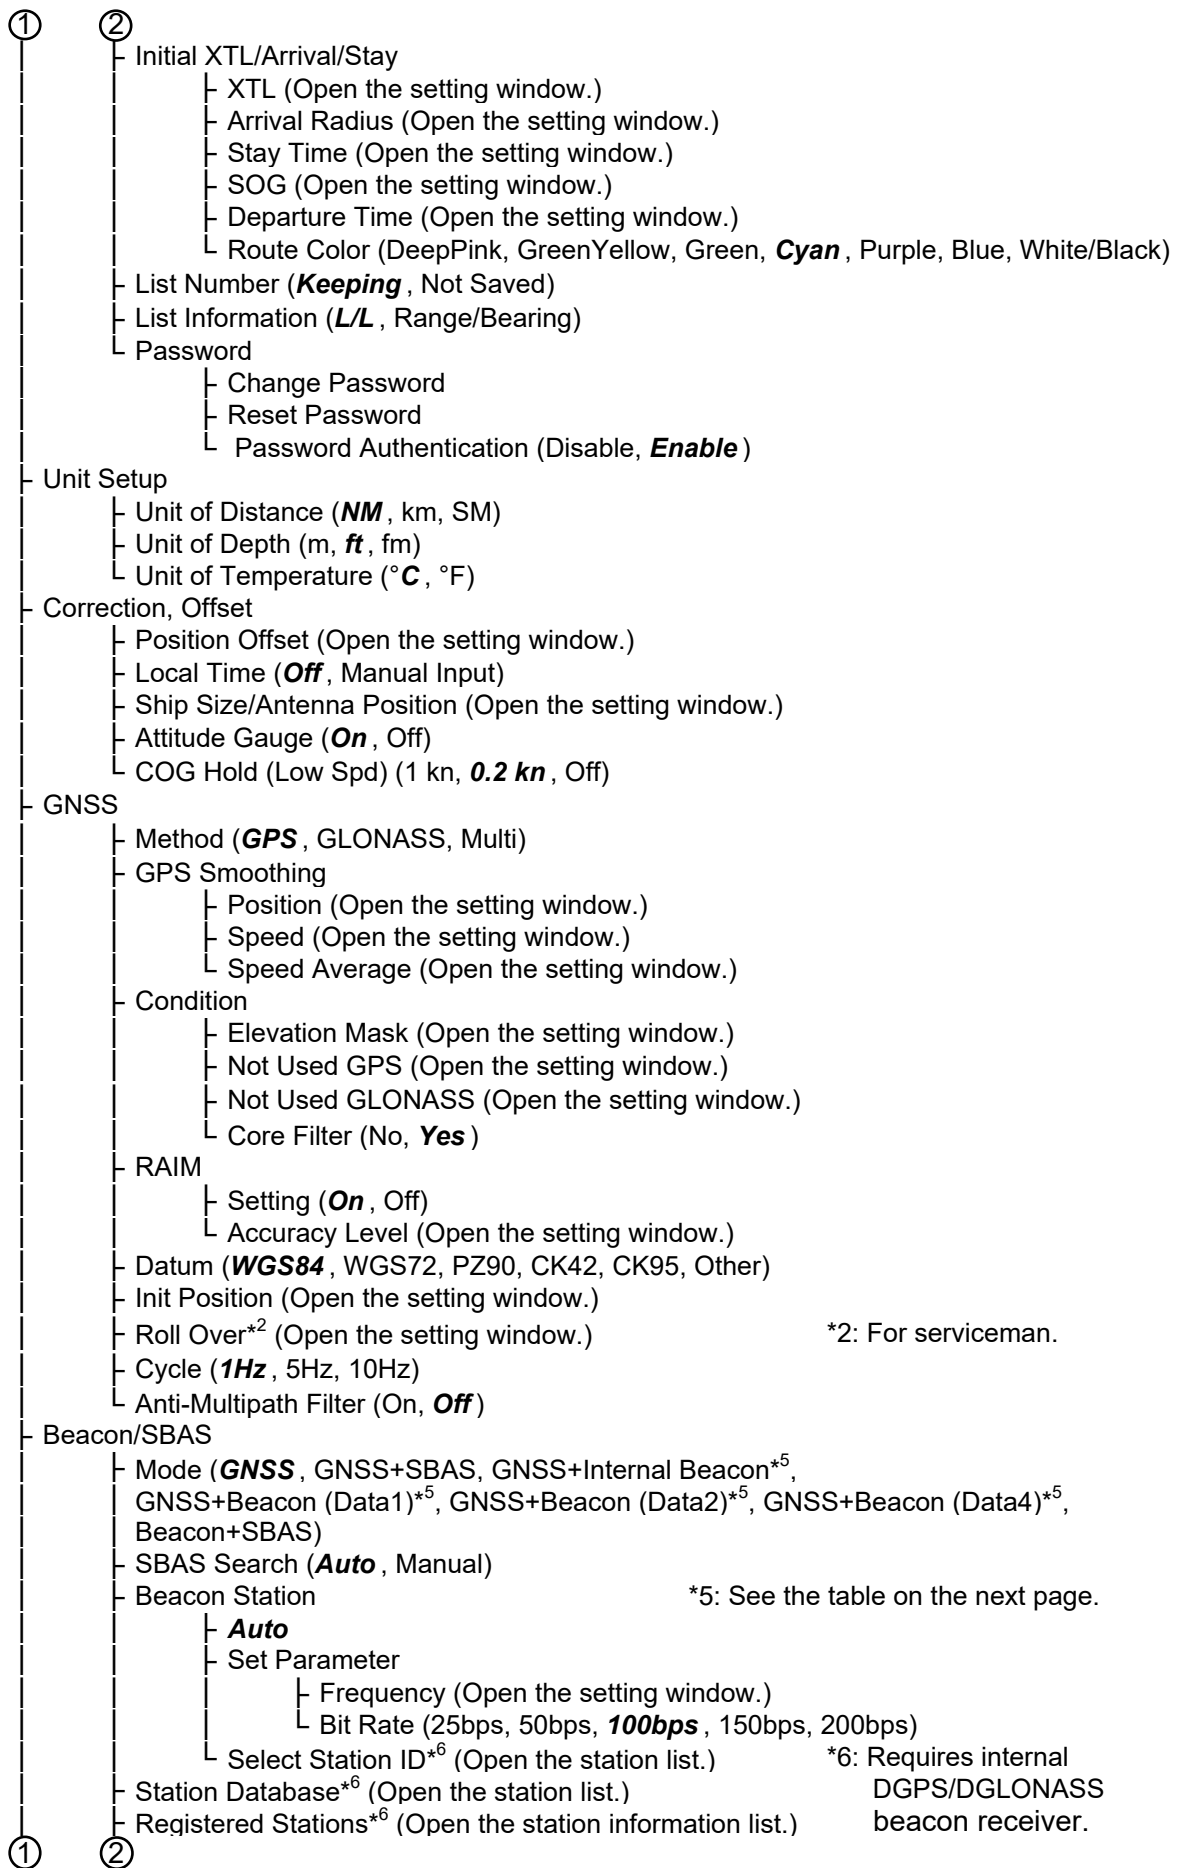 ① ②
Initial XTL/Arrival/Stay
XTL (Open the setting window.)
Arrival Radius (Open the setting window.)
Stay Time (Open the setting window.)
SOG (Open the setting window.)
Departure Time (Open the setting window.)
Route Color (DeepPink, GreenYellow, Green, Cyan, Purple, Blue, White/Black)
List Number (Keeping, Not Saved)
List Information (L/L, Range/Bearing)
Password
Change Password
Reset Password
Password Authentication (Disable, Enable)
Unit Setup
Unit of Distance (NM, km, SM)
Unit of Depth (m, ft, fm)
Unit of Temperature (°C, °F)
Correction, Offset
Position Offset (Open the setting window.)
Local Time (Off, Manual Input)
Ship Size/Antenna Position (Open the setting window.)
Attitude Gauge (On, Off)
COG Hold (Low Spd) (1 kn, 0.2 kn, Off)
GNSS
Method (GPS, GLONASS, Multi)
GPS Smoothing
Position (Open the setting window.)
Speed (Open the setting window.)
Speed Average (Open the setting window.)
Condition
Elevation Mask (Open the setting window.)
Not Used GPS (Open the setting window.)
Not Used GLONASS (Open the setting window.)
Core Filter (No, Yes)
RAIM
Setting (On, Off)
Accuracy Level (Open the setting window.)
Datum (WGS84, WGS72, PZ90, CK42, CK95, Other)
Init Position (Open the setting window.)
Roll Over*2 (Open the setting window.) *2: For serviceman.
Cycle (1Hz, 5Hz, 10Hz)
Anti-Multipath Filter (On, Off)
Beacon/SBAS
Mode (GNSS, GNSS+SBAS, GNSS+Internal Beacon*5,
GNSS+Beacon (Data1)*5, GNSS+Beacon (Data2)*5, GNSS+Beacon (Data4)*5,
Beacon+SBAS)
SBAS Search (Auto, Manual)
Beacon Station *5: See the table on the next page.
Auto
Set Parameter
Frequency (Open the setting window.)
Bit Rate (25bps, 50bps, 100bps, 150bps, 200bps)
Select Station ID*6 (Open the station list.) *6: Requires internal
Station Database*6 (Open the station list.) DGPS/DGLONASS
Registered Stations*6 (Open the station information list.) beacon receiver.
① ②